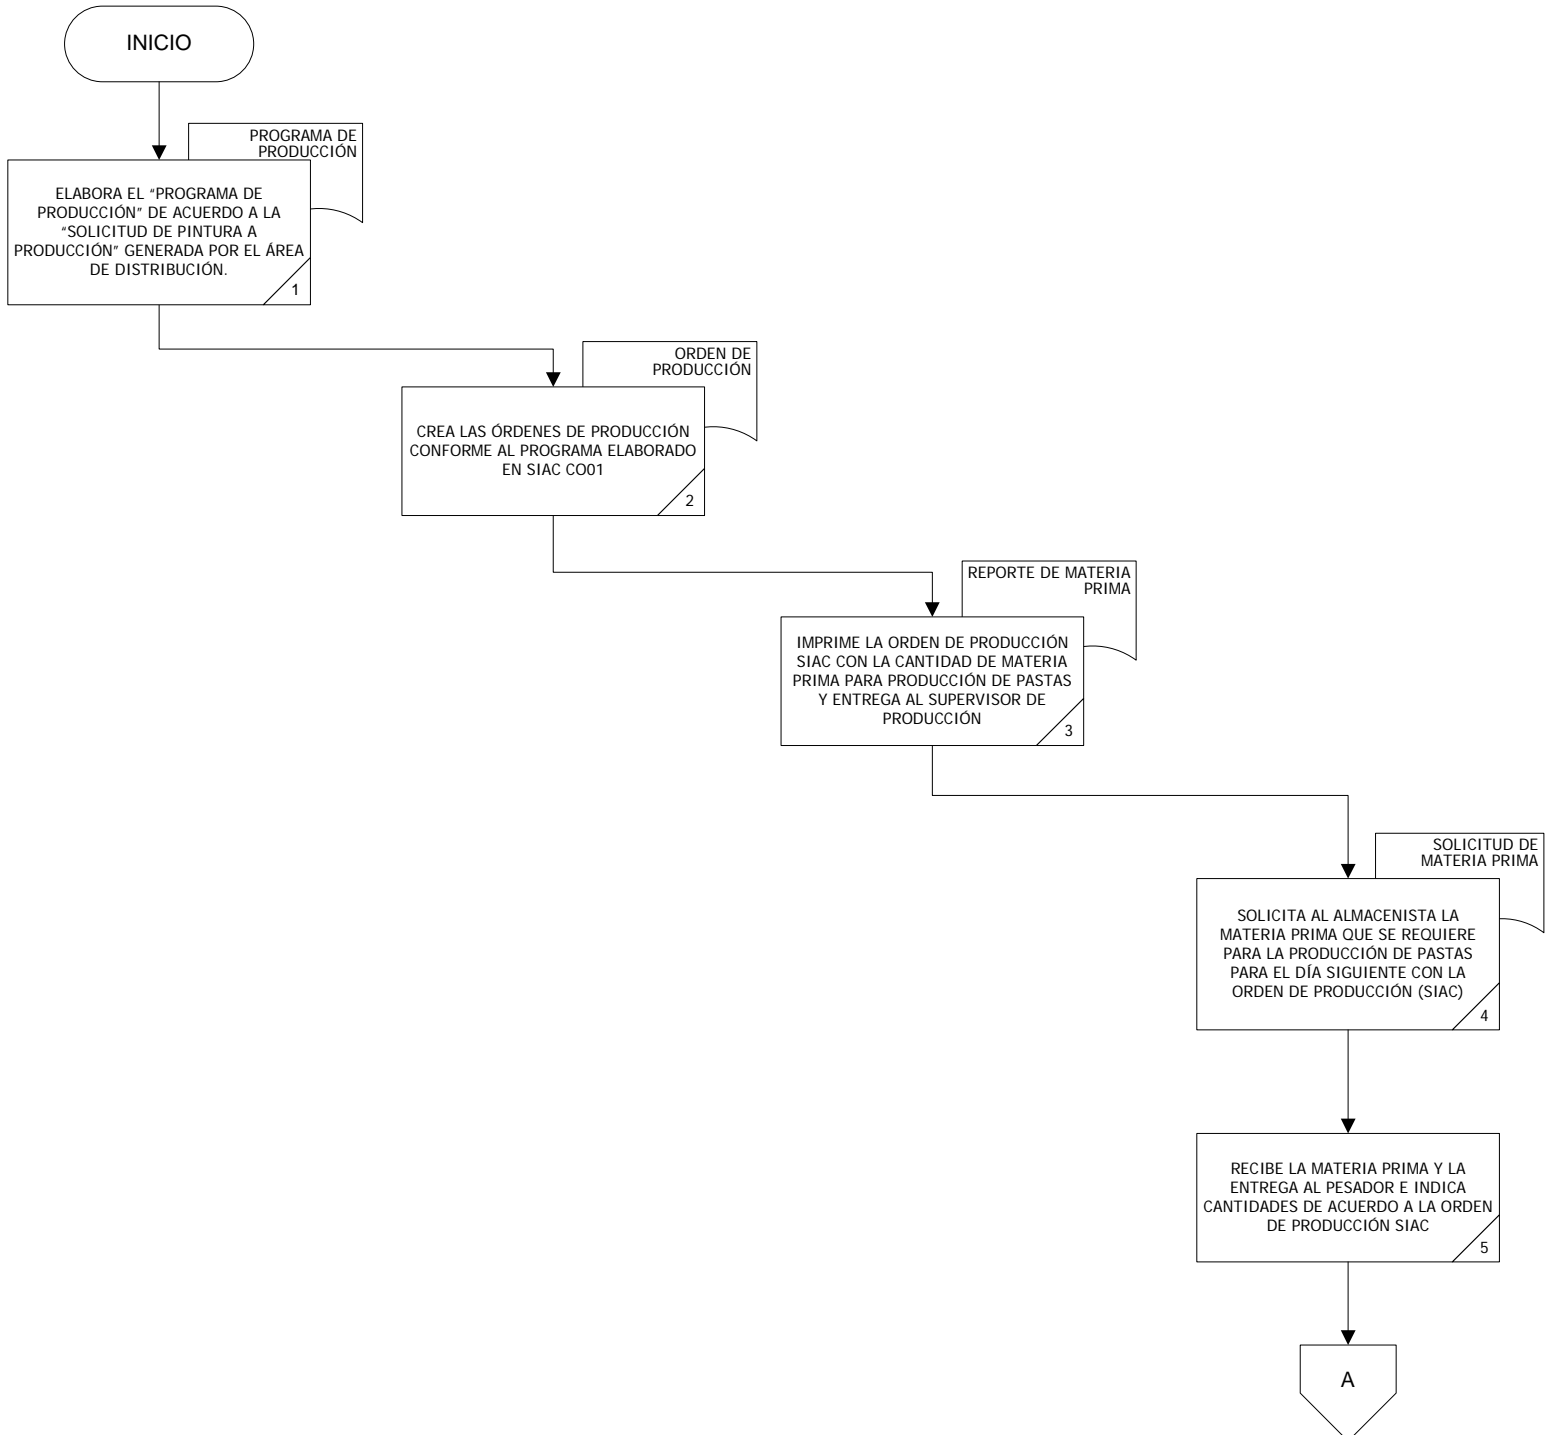 INICIO
PROGRAMA DE
PRODUCCIÓN
ELABORA EL “PROGRAMA DE
PRODUCCIÓN” DE ACUERDO A LA
“SOLICITUD DE PINTURA A
PRODUCCIÓN” GENERADA POR EL ÁREA
DE DISTRIBUCIÓN.
1
ORDEN DE
PRODUCCIÓN
CREA LAS ÓRDENES DE PRODUCCIÓN
CONFORME AL PROGRAMA ELABORADO
EN SIAC CO01
2
REPORTE DE MATERIA
PRIMA
IMPRIME LA ORDEN DE PRODUCCIÓN
SIAC CON LA CANTIDAD DE MATERIA
PRIMA PARA PRODUCCIÓN DE PASTAS
Y ENTREGA AL SUPERVISOR DE
PRODUCCIÓN
3
SOLICITUD DE
MATERIA PRIMA
SOLICITA AL ALMACENISTA LA
MATERIA PRIMA QUE SE REQUIERE
PARA LA PRODUCCIÓN DE PASTAS
PARA EL DÍA SIGUIENTE CON LA
ORDEN DE PRODUCCIÓN (SIAC)
4
RECIBE LA MATERIA PRIMA Y LA
ENTREGA AL PESADOR E INDICA
CANTIDADES DE ACUERDO A LA ORDEN
DE PRODUCCIÓN SIAC
5
A